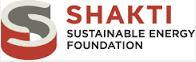 SHAKTI
SUSTAINABLE ENERGY
FOUNDATION